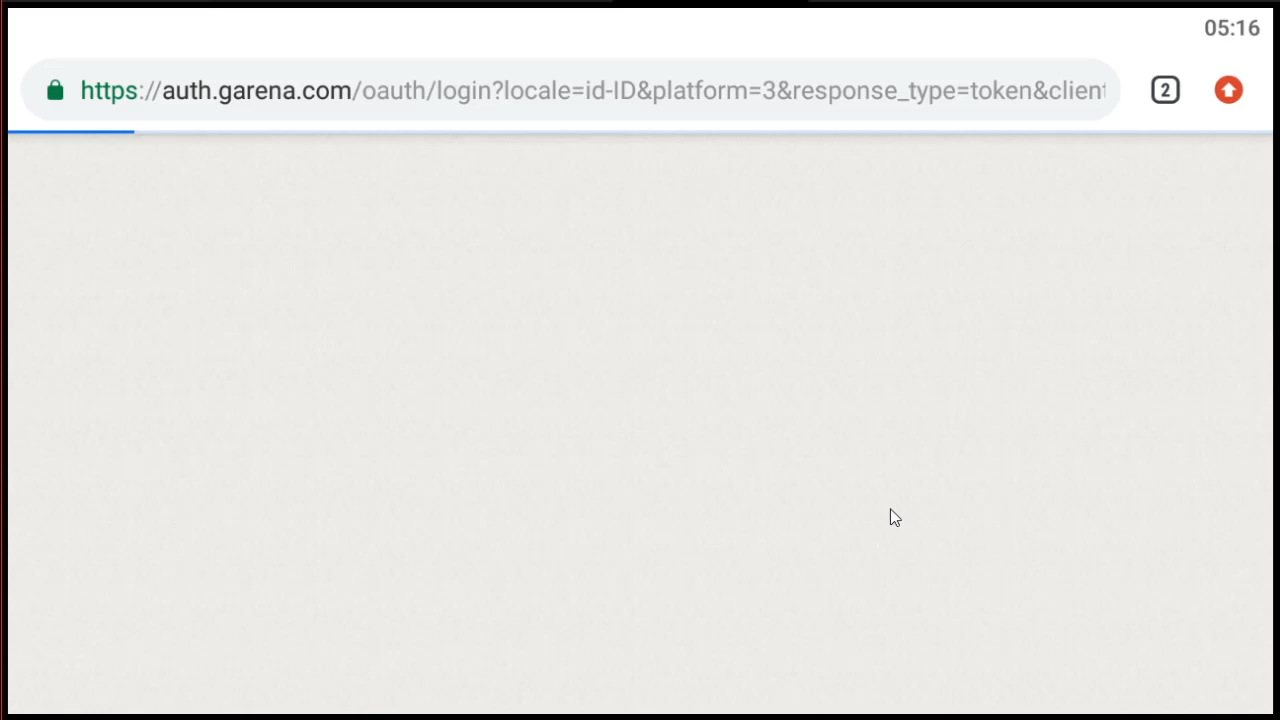 05:16
https://auth.garena.com/oauth/login?locale=id-ID&platform=3&response_type=token&client
2